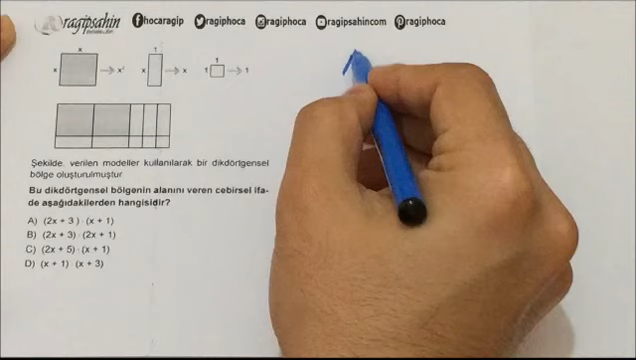 ragipsahin
hocaragip ragiphoca ragiphoca ragipsahincom ragiphoca
x 1 1
x x² x x 1 1
Şekilde verilen modeller kullanılarak bir dikdörtgensel
bölge oluşturulmuştur.
Bu dikdörtgensel bölgenin alanını veren cebirsel ifa-
de aşağıdakilerden hangisidir?
A) (2x + 3) · (x + 1)
B) (2x + 3) · (2x + 1)
C) (2x + 5) · (x + 1)
D) (x + 1) (x + 3)